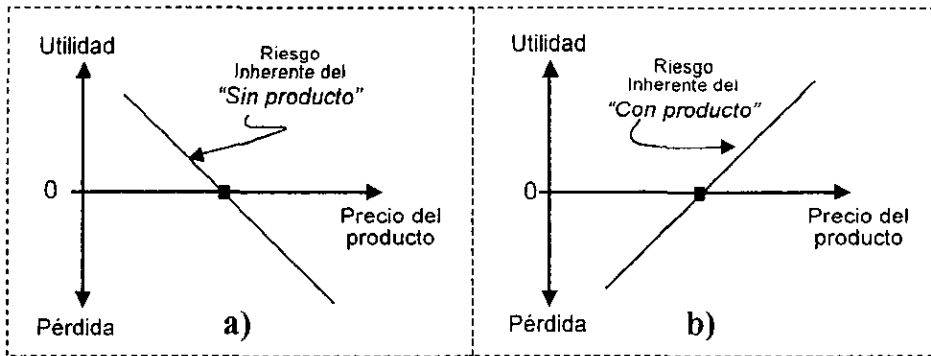 Utilidad
Riesgo
Inherente del
"Sin producto"
0
Precio del
producto
Pérdida
a)
Utilidad
Riesgo
Inherente del
"Con producto"
0
Precio del
producto
Pérdida
b)